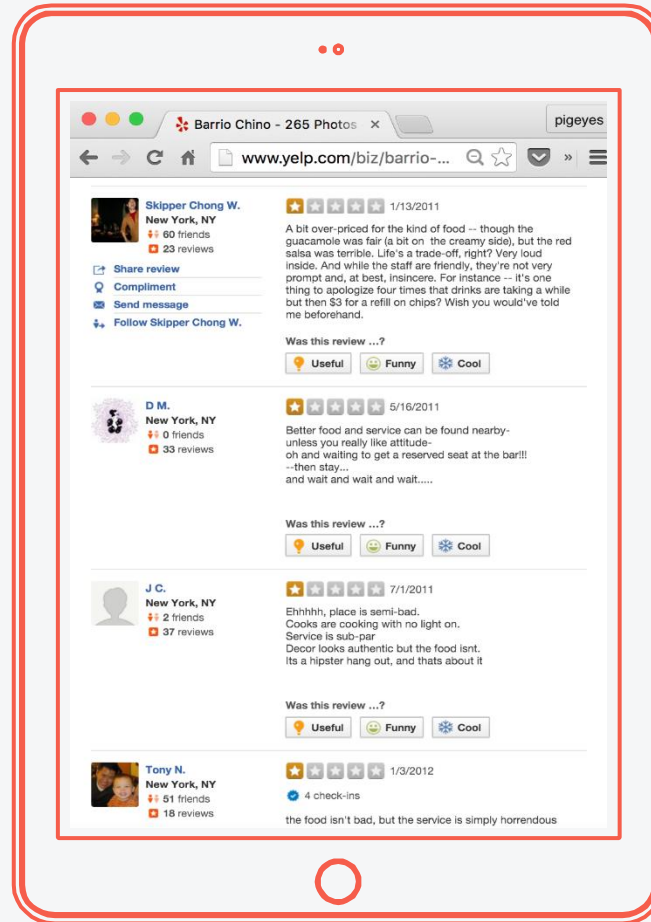 Barrio Chino - 265 Photos
pigeyes
www.yelp.com/biz/barrio-...
Skipper Chong W.
New York, NY
60 friends
23 reviews
Share review
Compliment
Send message
Follow Skipper Chong W.
1/13/2011
A bit over-priced for the kind of food -- though the
guacamole was fair (a bit on the creamy side), but the red
salsa was terrible. Life's a trade-off, right? Very loud
inside. And while the staff are friendly, they're not very
prompt and, at best, insincere. For instance -- it's one
thing to apologize four times that drinks are taking a while
but then $3 for a refill on chips? Wish you would've told
me beforehand.
Was this review ...?
Useful Funny Cool
D M.
New York, NY
0 friends
33 reviews
5/16/2011
Better food and service can be found nearby-
unless you really like attitude-
oh and waiting to get a reserved seat at the bar!!!
--then stay...
and wait and wait and wait.....
Was this review ...?
Useful Funny Cool
J C.
New York, NY
2 friends
37 reviews
7/1/2011
Ehhhhh, place is semi-bad.
Cooks are cooking with no light on.
Service is sub-par
Decor looks authentic but the food isnt.
Its a hipster hang out, and thats about it
Was this review ...?
Useful Funny Cool
Tony N.
New York, NY
51 friends
18 reviews
1/3/2012
4 check-ins
the food isn't bad, but the service is simply horrendous